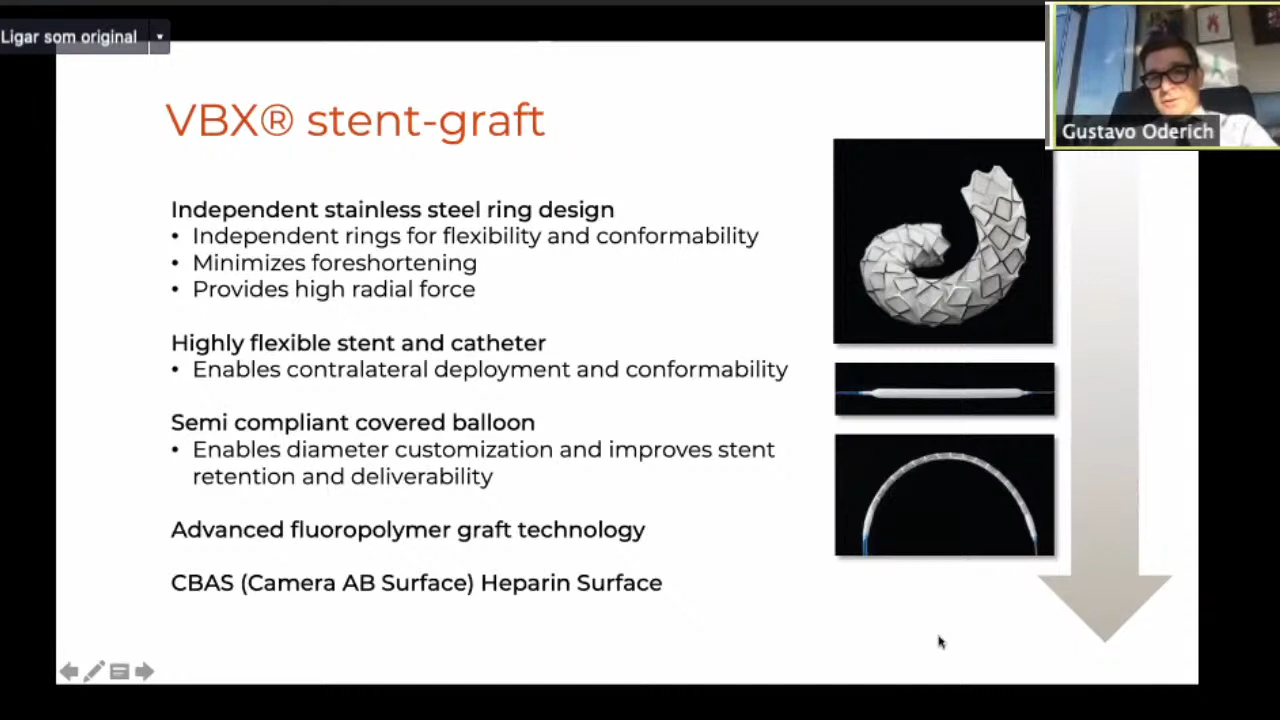 Ligar som original
Gustavo Oderich
VBX® stent-graft
Independent stainless steel ring design
• Independent rings for flexibility and conformability
• Minimizes foreshortening
• Provides high radial force
Highly flexible stent and catheter
• Enables contralateral deployment and conformability
Semi compliant covered balloon
• Enables diameter customization and improves stent
retention and deliverability
Advanced fluoropolymer graft technology
CBAS (Camera AB Surface) Heparin Surface